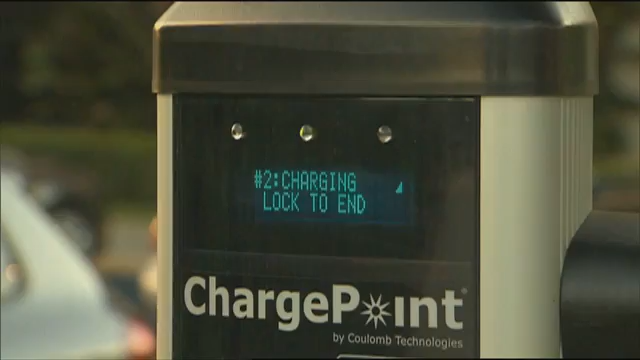 #2:CHARGING
LOCK TO END
ChargePoint
by Coulomb Technologies